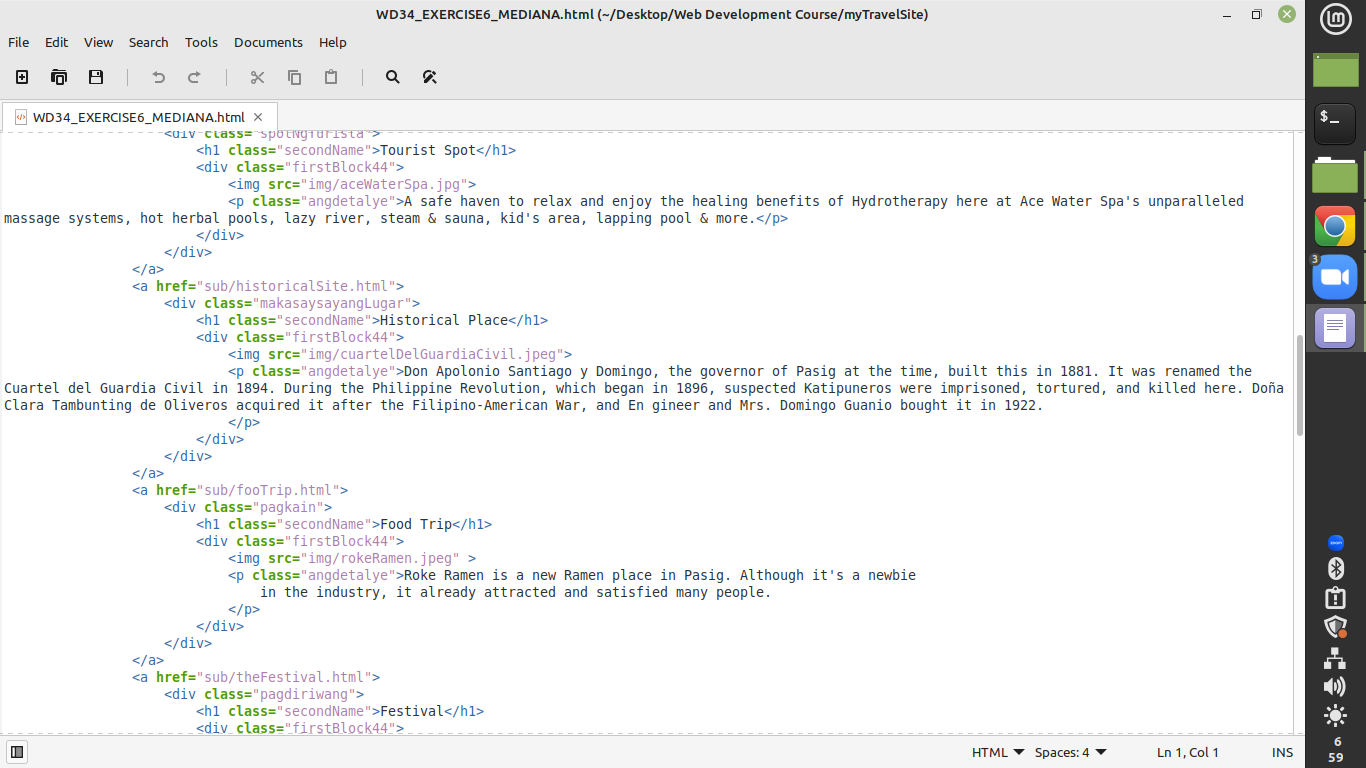 WD34_EXERCISE6_MEDIANA.html (~/Desktop/Web Development Course/myTravelSite)
File Edit View Search Tools Documents Help
WD34_EXERCISE6_MEDIANA.html
<div class="spotNgTurista">
<h1 class="secondName">Tourist Spot</h1>
<div class="firstBlock44">
<img src="img/aceWaterSpa.jpg">
<p class="angdetalye">A safe haven to relax and enjoy the healing benefits of Hydrotherapy here at Ace Water Spa's unparalleled
massage systems, hot herbal pools, lazy river, steam & sauna, kid's area, lapping pool & more.</p>
</div>
</div>
</a>
<a href="sub/historicalSite.html">
<div class="makasaysayangLugar">
<h1 class="secondName">Historical Place</h1>
<div class="firstBlock44">
<img src="img/cuartelDelGuardiaCivil.jpeg">
<p class="angdetalye">Don Apolonio Santiago y Domingo, the governor of Pasig at the time, built this in 1881. It was renamed the
Cuartel del Guardia Civil in 1894. During the Philippine Revolution, which began in 1896, suspected Katipuneros were imprisoned, tortured, and killed here. Doña
Clara Tambunting de Oliveros acquired it after the Filipino-American War, and En gineer and Mrs. Domingo Guanio bought it in 1922.
</p>
</div>
</div>
</a>
<a href="sub/fooTrip.html">
<div class="pagkain">
<h1 class="secondName">Food Trip</h1>
<div class="firstBlock44">
<img src="img/rokeRamen.jpeg" >
<p class="angdetalye">Roke Ramen is a new Ramen place in Pasig. Although it's a newbie
in the industry, it already attracted and satisfied many people.
</p>
</div>
</div>
</a>
<a href="sub/theFestival.html">
<div class="pagdiriwang">
<h1 class="secondName">Festival</h1>
<div class="firstBlock44">
HTML Spaces: 4 Ln 1, Col 1 INS
3
6
59